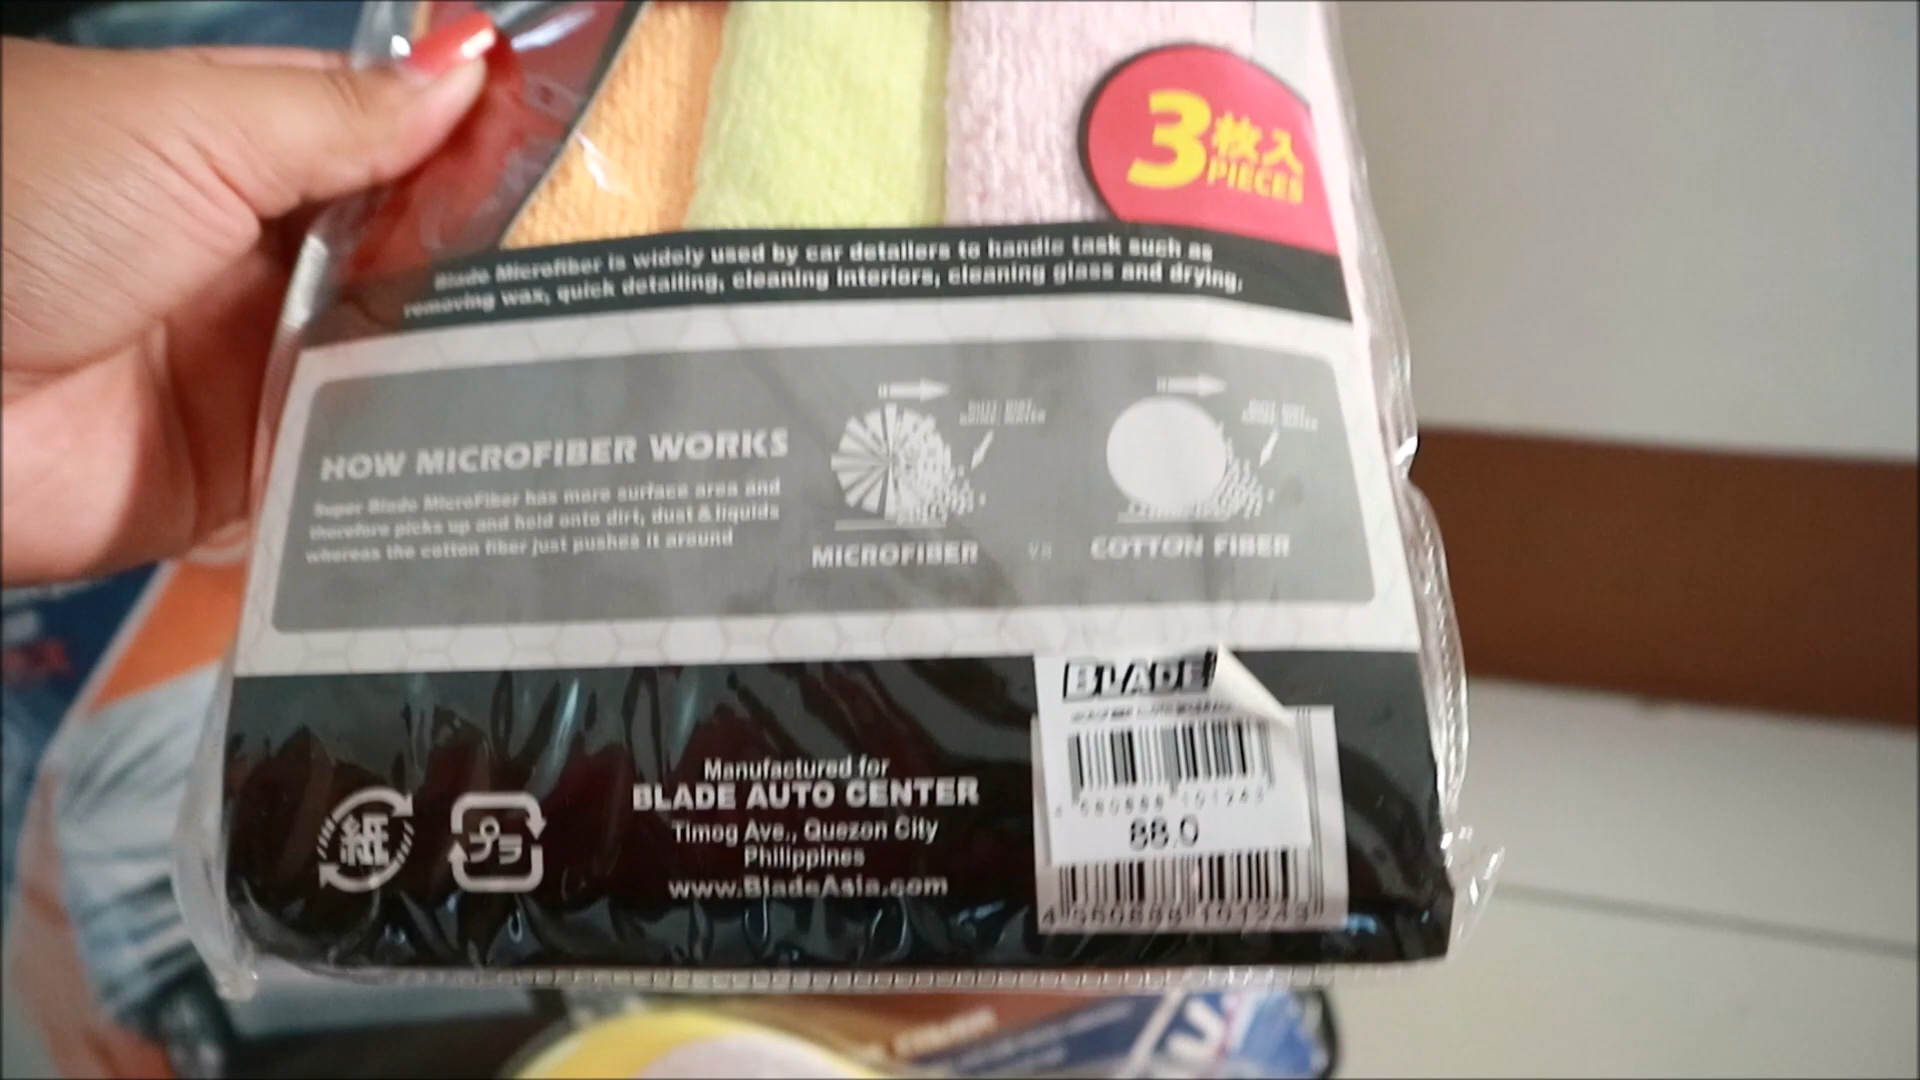 3枚入
PIECES
Blade Microfiber is widely used by car detailers to handle task such as
removing wax, quick detailing, cleaning interiors, cleaning glass and drying.
HOW MICROFIBER WORKS
Super Blade MicroFiber has more surface area and
therefore picks up and hold onto dirt, dust & liquids
whereas the cotton fiber just pushes it around
MICROFIBER
VS
COTTON FIBER
BLADE
88.0
Manufactured for
BLADE AUTO CENTER
Timog Ave., Quezon City
Philippines
www.BladeAsia.com
紙
プラ
4 580888 101243